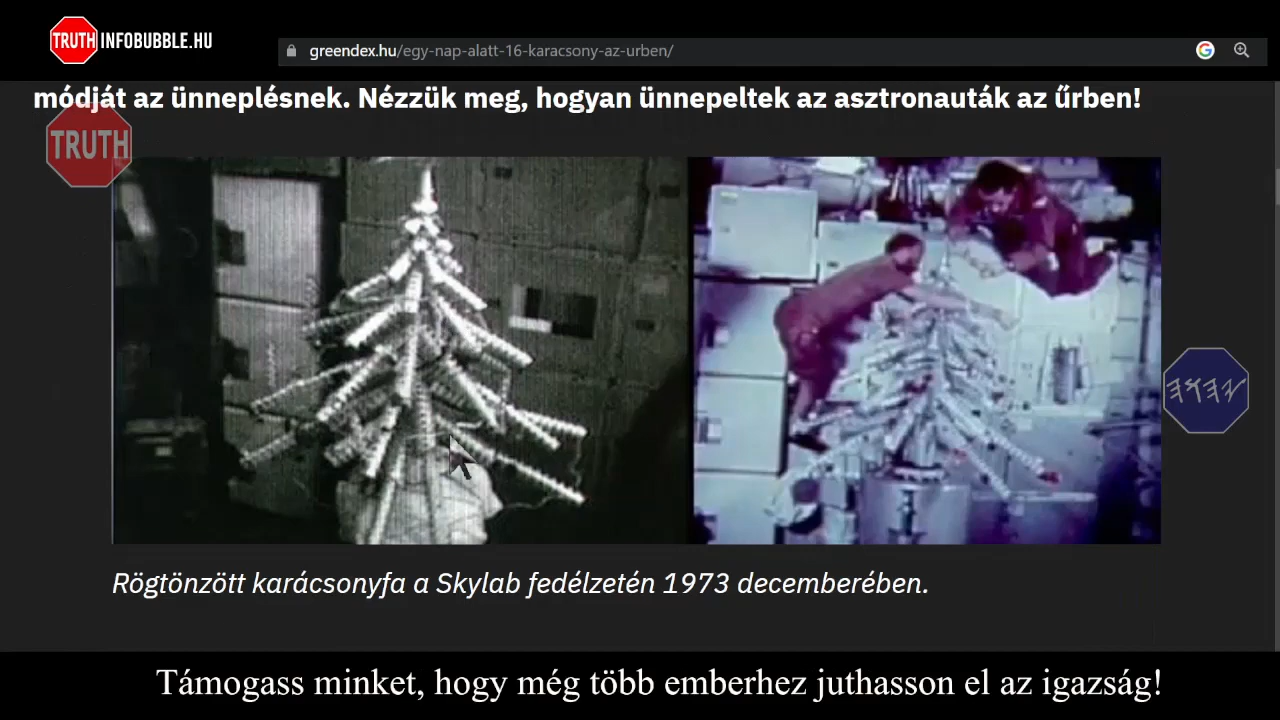 TRUTH INFOBUBBLE.HU
greendex.hu/egy-nap-alatt-16-karacsony-az-urben/
módját az ünneplésnek. Nézzük meg, hogyan ünnepeltek az asztronauták az űrben!
TRUTH
𐤉𐤄𐤅𐤄
Rögtönzött karácsonyfa a Skylab fedélzetén 1973 decemberében.
Támogass minket, hogy még több emberhez juthasson el az igazság!